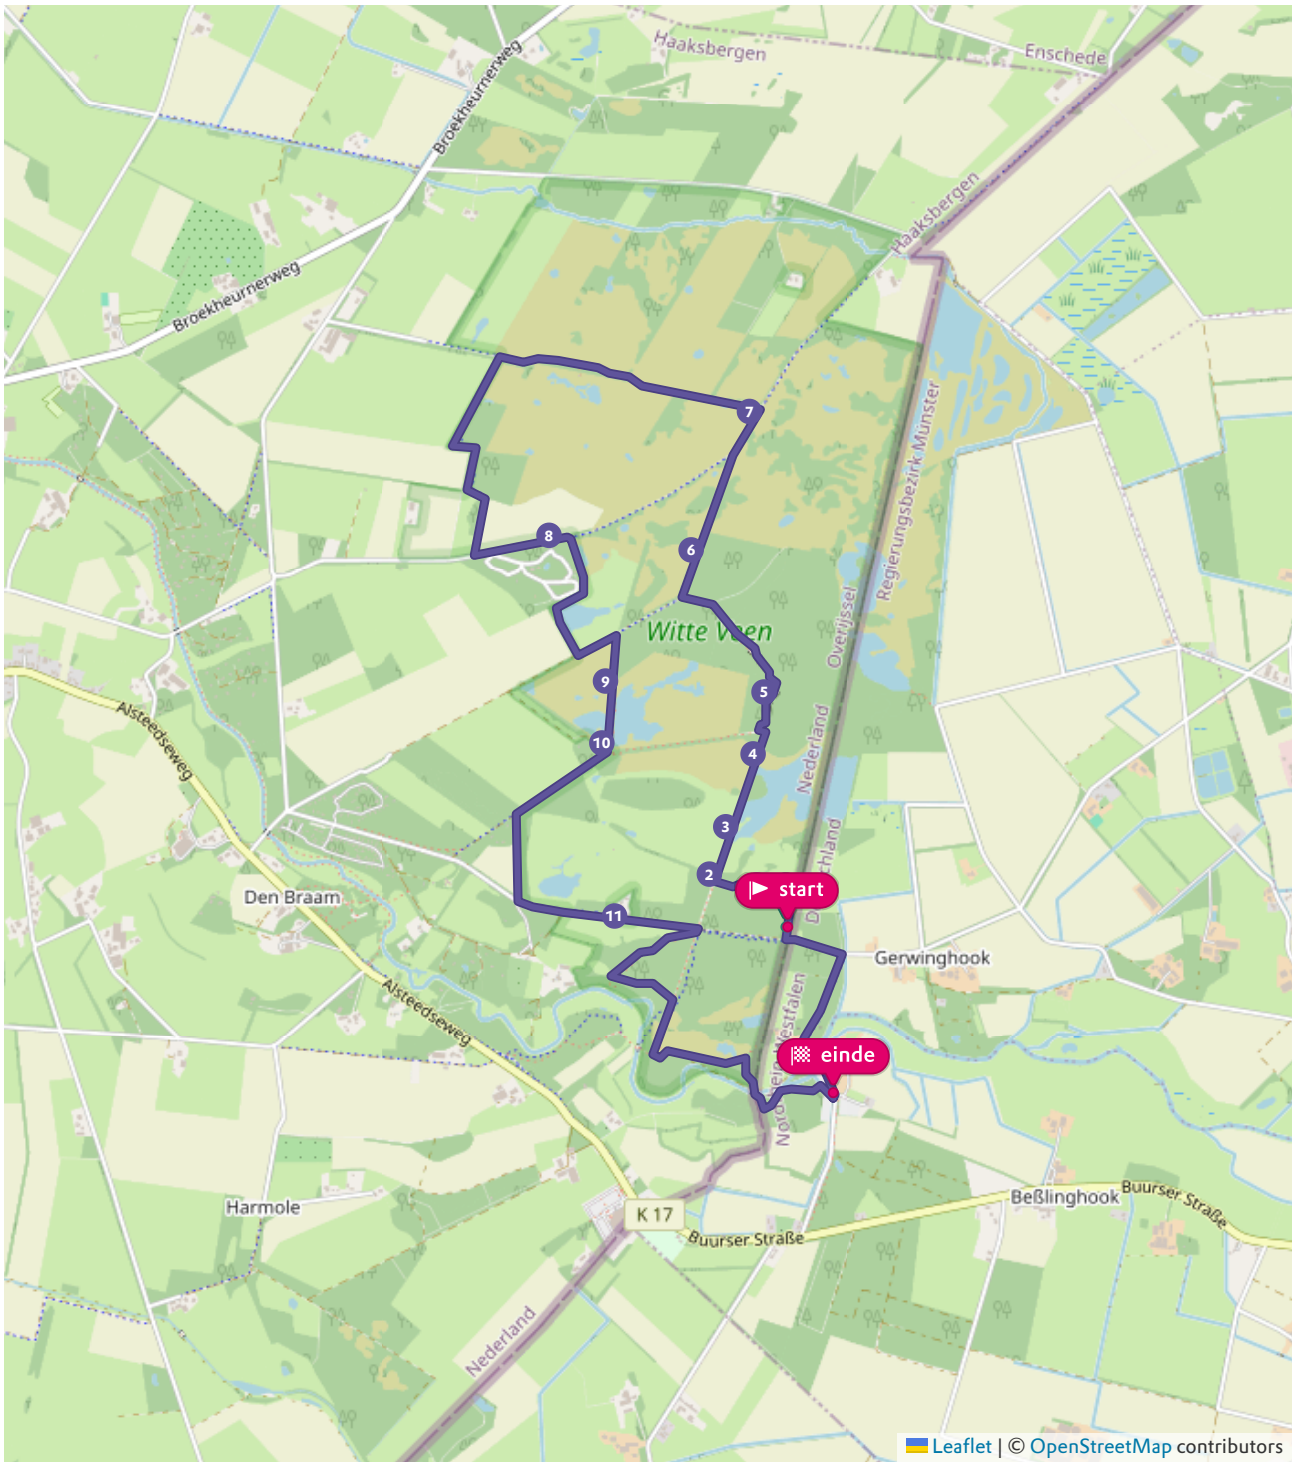 Haaksbergen
Enschede
Broekheurnerweg
Haaksbergen
Broekheurnerweg
Regierungsbezirk Münster
7
8
6
Witte Veen
Overijssel
9
5
10
4
Nederland
Alsteedseweg
3
2
start
Den Braam
11
Gerwinghook
Alsteedseweg
Nordrhein-Westfalen
einde
Harmole
K 17
Beßlinghook
Buurser Straße
Buurser Straße
Nederland
Leaflet | © OpenStreetMap contributors